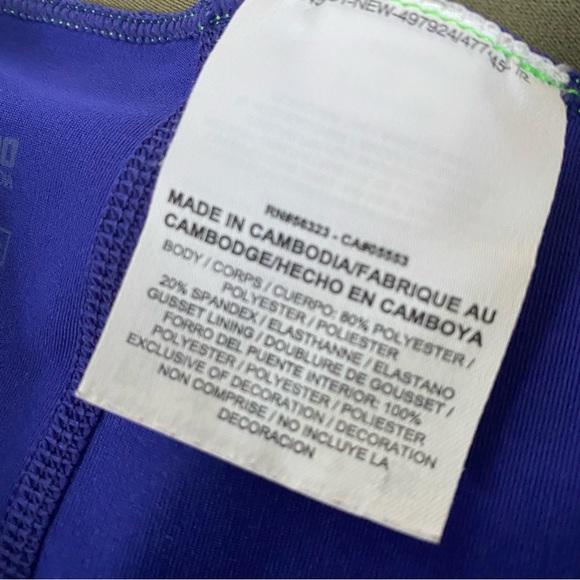 RN#56323 - CA#05553
MADE IN CAMBODIA/FABRIQUE AU
CAMBODGE/HECHO EN CAMBOYA
BODY / CORPS / CUERPO: 80% POLYESTER /
POLYESTER / POLIESTER
20% SPANDEX / ELASTHANNE / ELASTANO
GUSSET LINING / DOUBLURE DE GOUSSET /
FORRO DEL PUENTE INTERIOR: 100%
POLYESTER / POLYESTER / POLIESTER
EXCLUSIVE OF DECORATION / DECORATION
NON COMPRISE / NO INCLUYE LA
DECORACION